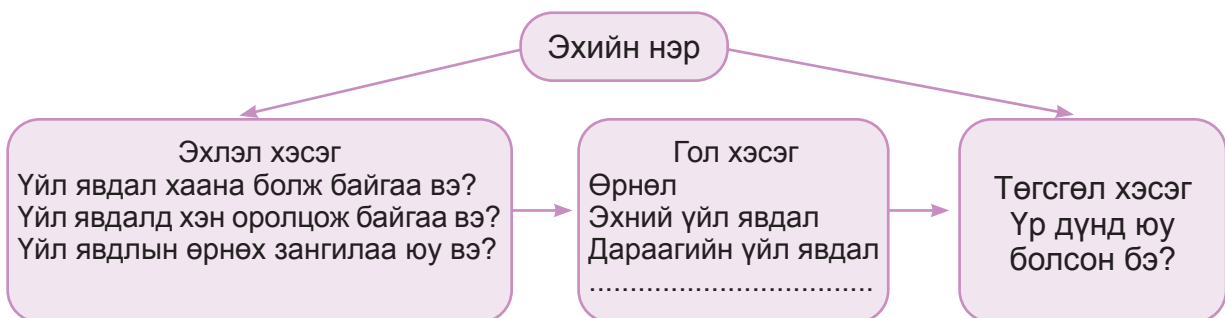 Эхийн нэр
Эхлэл хэсэг
Үйл явдал хаана болж байгаа вэ?
Үйл явдалд хэн оролцож байгаа вэ?
Үйл явдлын өрнөх зангилаа юу вэ?
Гол хэсэг
Өрнөл
Эхний үйл явдал
Дараагийн үйл явдал
...................................
Төгсгөл хэсэг
Үр дүнд юу
болсон бэ?